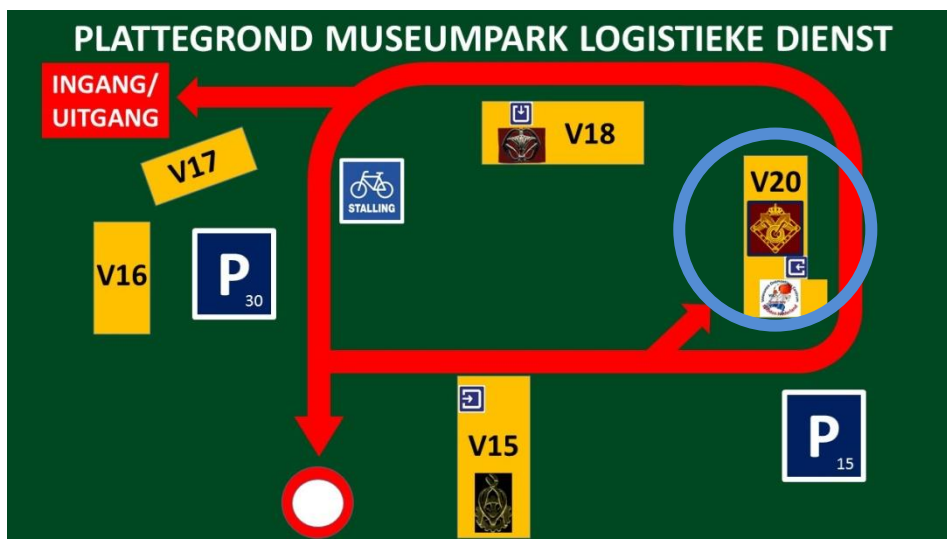 PLATTEGROND MUSEUMPARK LOGISTIEKE DIENST
INGANG/
UITGANG
V17
V18
STALLING
V20
V16
P
30
V15
P
15